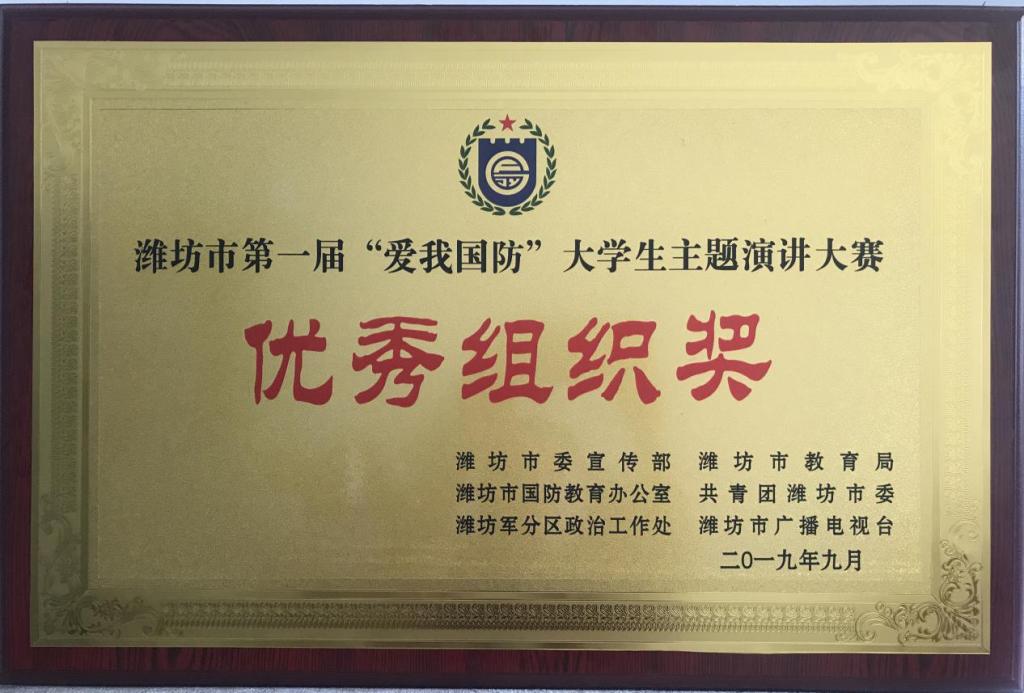 潍坊市第一届“爱我国防”大学生主题演讲大赛
优秀组织奖
潍坊市委宣传部 潍坊市教育局
潍坊市国防教育办公室 共青团潍坊市委
潍坊军分区政治工作处 潍坊市广播电视台
二〇一九年九月